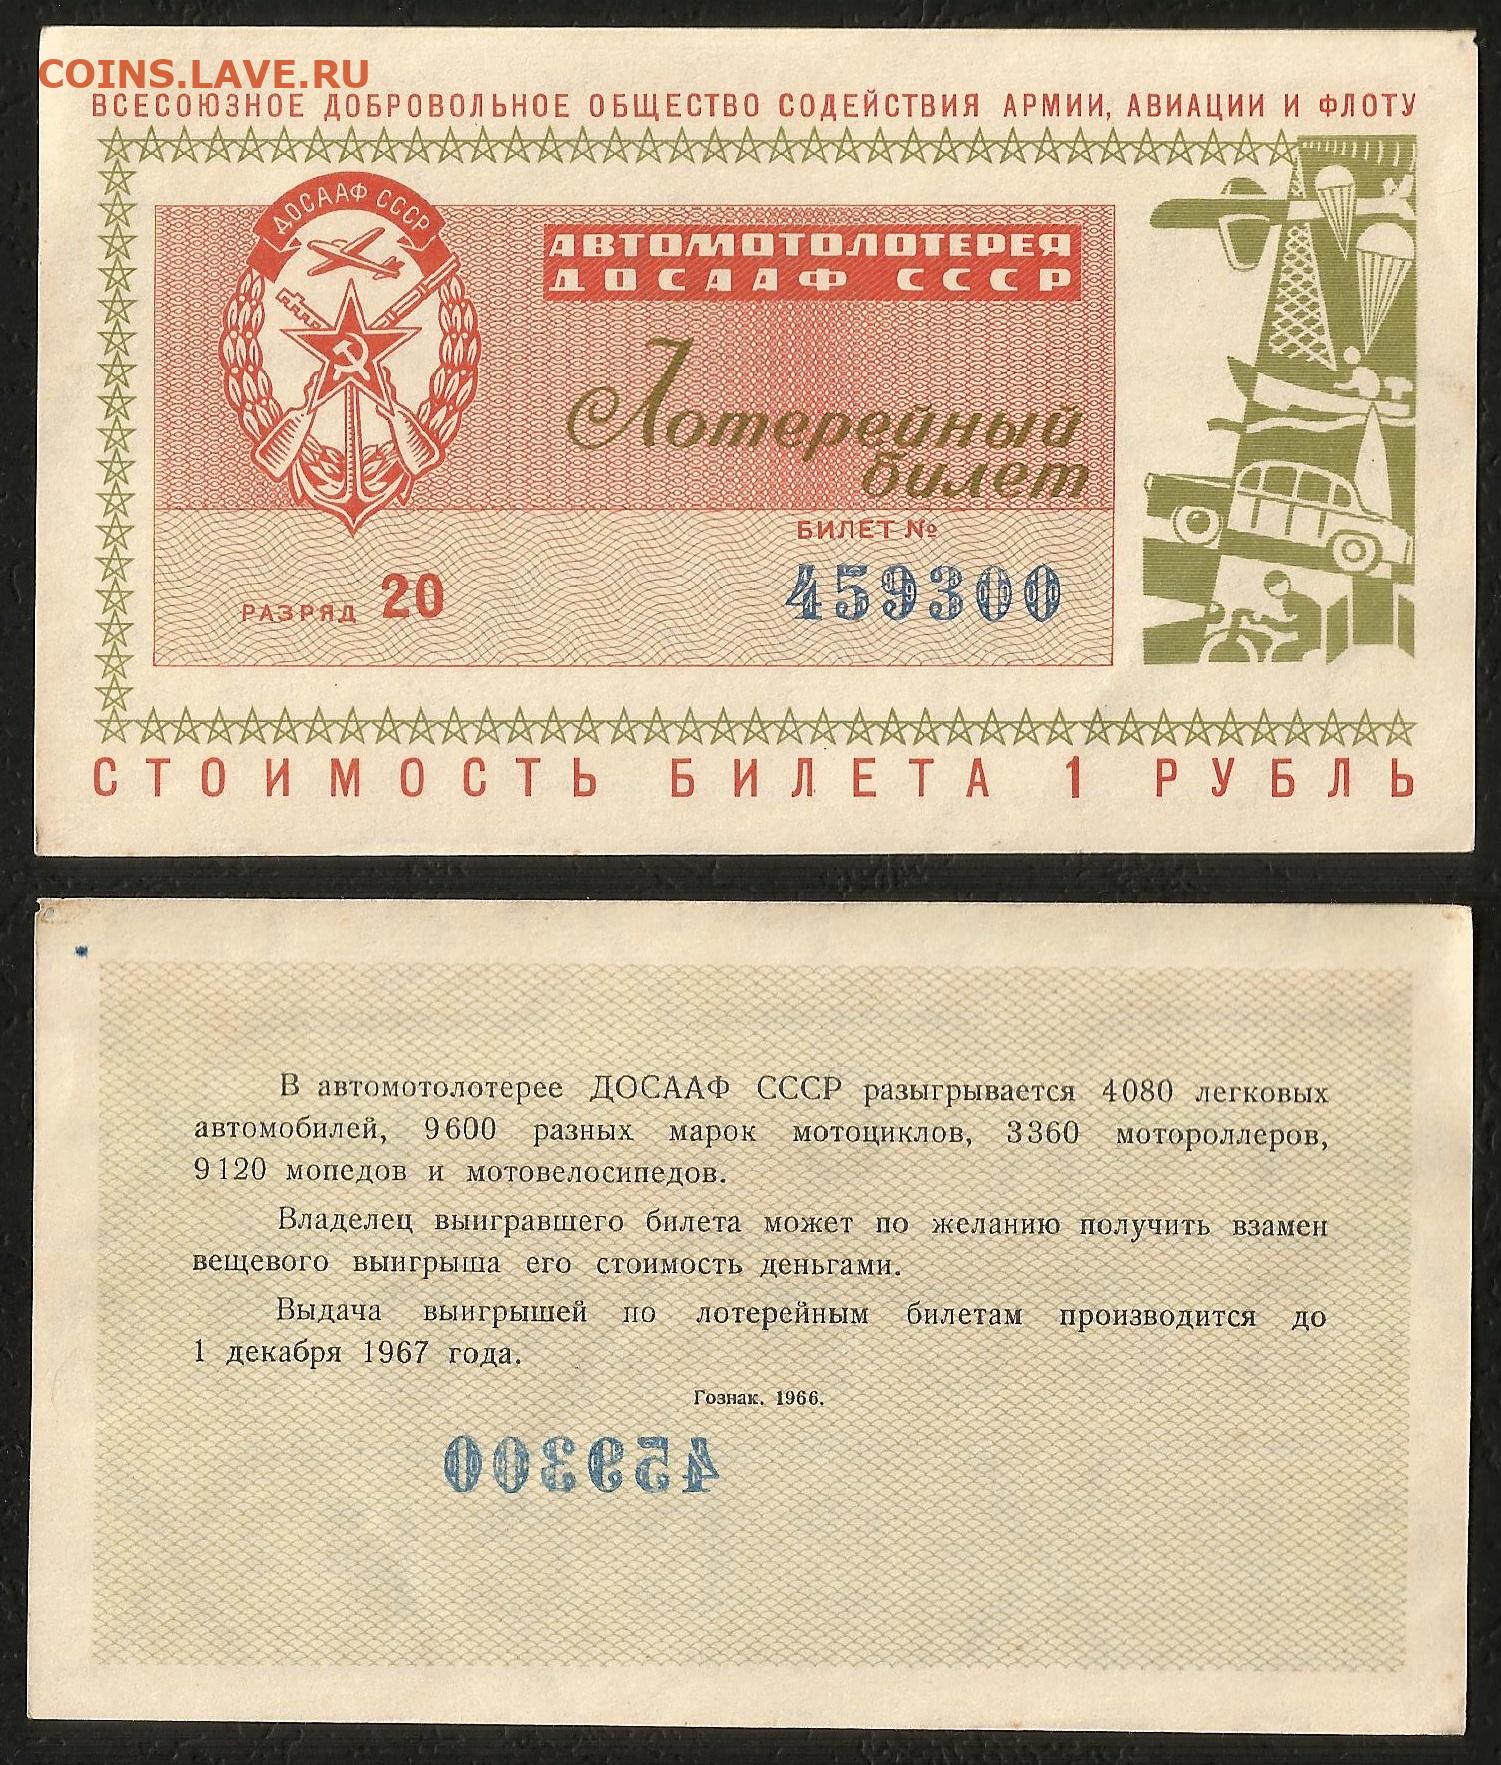 COINS.LAVE.RU
ВСЕСОЮЗНОЕ ДОБРОВОЛЬНОЕ ОБЩЕСТВО СОДЕЙСТВИЯ АРМИИ, АВИАЦИИ И ФЛОТУ
ДОСААФ СССР
АВТОМОТОЛОТЕРЕЯ
ДОСААФ СССР
Лотерейный
билет
БИЛЕТ №
РАЗРЯД 20 459300
СТОИМОСТЬ БИЛЕТА 1 РУБЛЬ
В автомотолотерее ДОСААФ СССР разыгрывается 4080 легковых
автомобилей, 9600 разных марок мотоциклов, 3360 мотороллеров,
9120 мопедов и мотовелосипедов.
Владелец выигравшего билета может по желанию получить взамен
вещевого выигрыша его стоимость деньгами.
Выдача выигрышей по лотерейным билетам производится до
1 декабря 1967 года.
Гознак. 1966.
459300